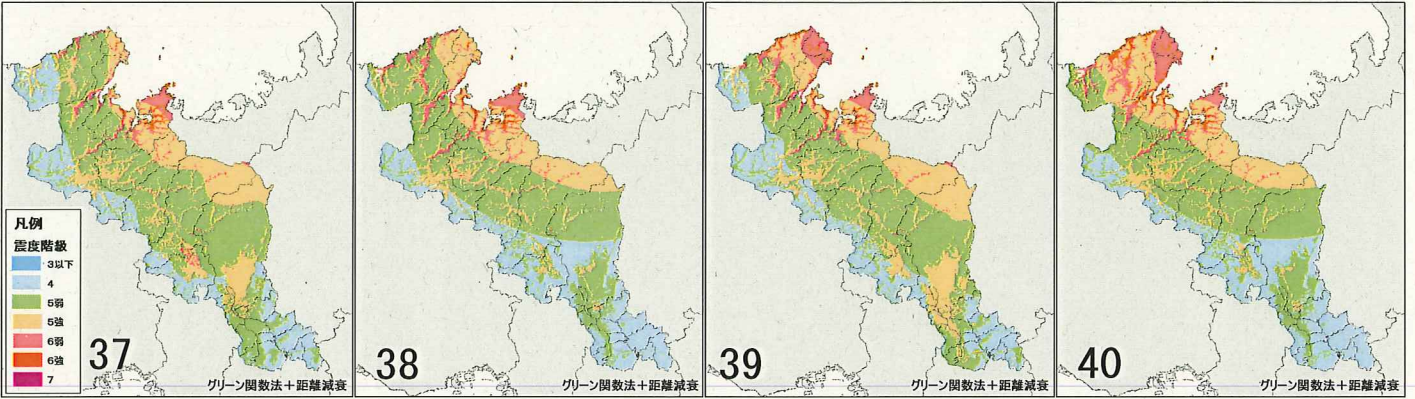 凡例
震度階級
3以下
4
5弱
5強
6弱
6強
7
37
グリーン関数法+距離減衰
38
グリーン関数法+距離減衰
39
グリーン関数法+距離減衰
40
グリーン関数法+距離減衰